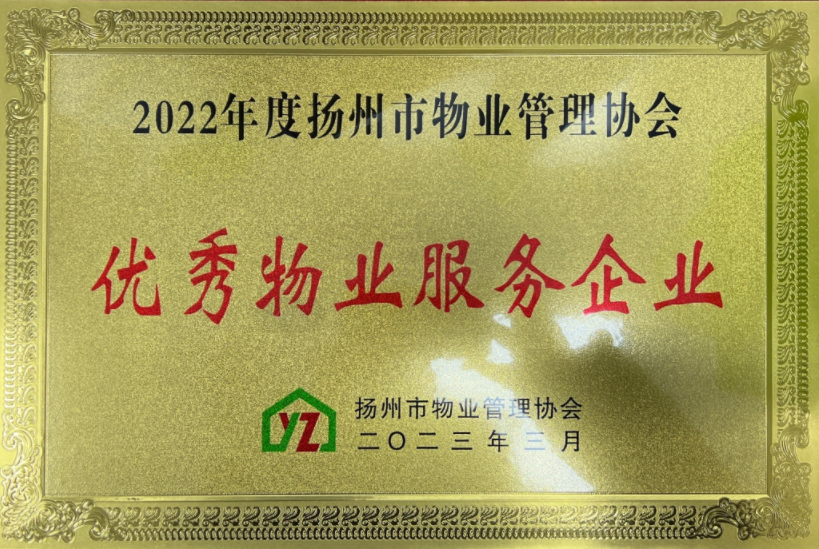 2022年度扬州市物业管理协会
优秀物业服务企业
YZ
扬州市物业管理协会
二〇二三年三月